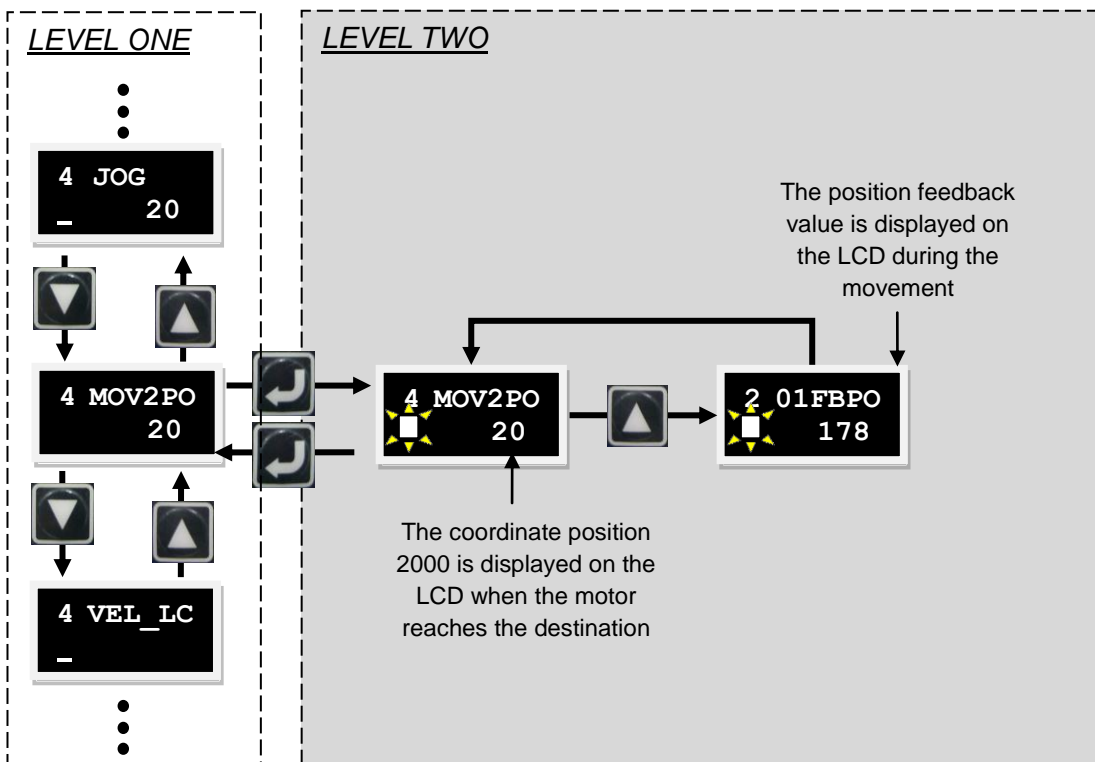 LEVEL ONE
4 JOG
_ 20
4 MOV2PO
20
4 VEL_LC
_
LEVEL TWO
4 MOV2PO
20
2 01FBPO
178
The position feedback
value is displayed on
the LCD during the
movement
The coordinate position
2000 is displayed on the
LCD when the motor
reaches the destination